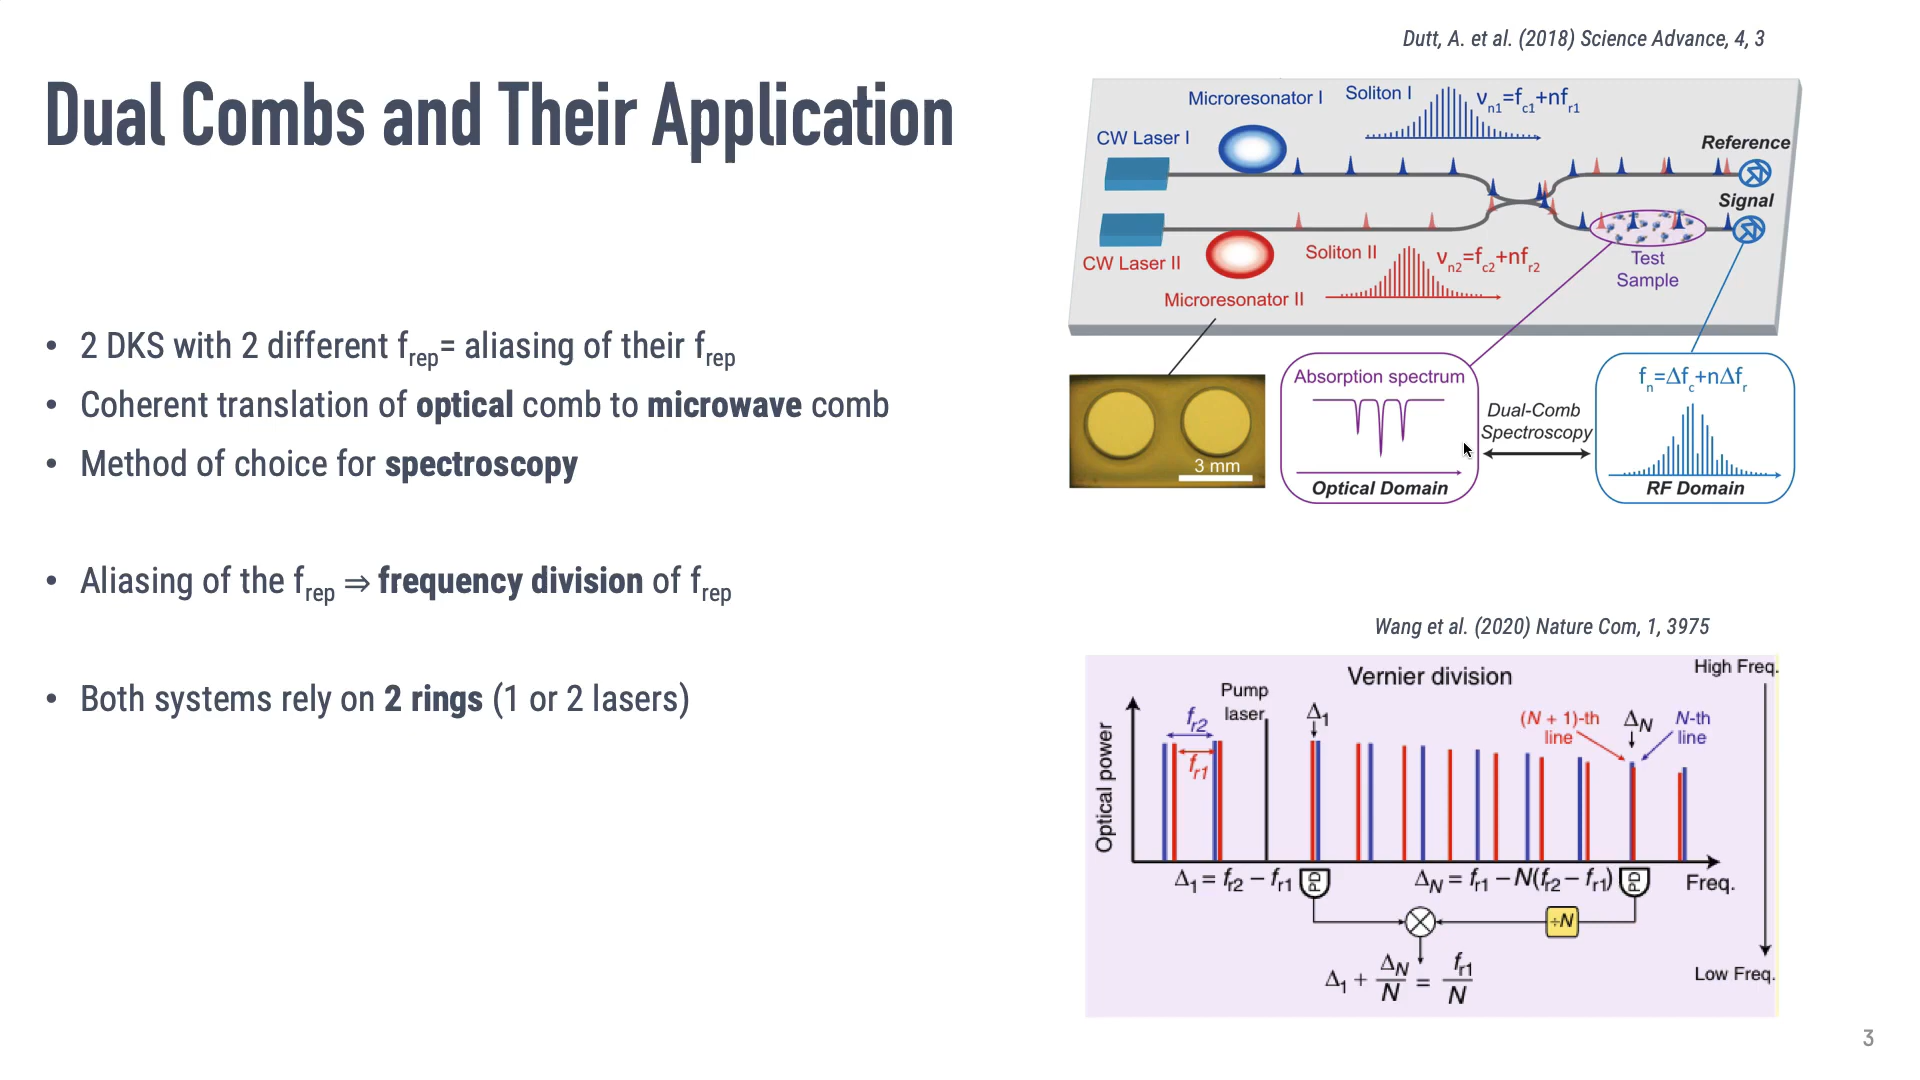 Dutt, A. et al. (2018) Science Advance, 4, 3
Dual Combs and Their Application
• 2 DKS with 2 different frep= aliasing of their frep
• Coherent translation of optical comb to microwave comb
• Method of choice for spectroscopy
• Aliasing of the frep ⇒ frequency division of frep
• Both systems rely on 2 rings (1 or 2 lasers)
Microresonator I
Soliton I
νn1=fc1+nfr1
CW Laser I
Reference
Signal
CW Laser II
Soliton II
νn2=fc2+nfr2
Test
Sample
Microresonator II
3 mm
Absorption spectrum
Optical Domain
Dual-Comb
Spectroscopy
fn=Δfc+nΔfr
RF Domain
Wang et al. (2020) Nature Com, 1, 3975
Vernier division
High Freq.
Pump
laser
fr2
fr1
Δ1
(N + 1)-th
line
ΔN
N-th
line
Optical power
Δ1 = fr2 − fr1
PD
ΔN = fr1 − N(fr2 − fr1)
PD
Freq.
÷N
Δ1 + ΔN/N = fr1/N
Low Freq.
3